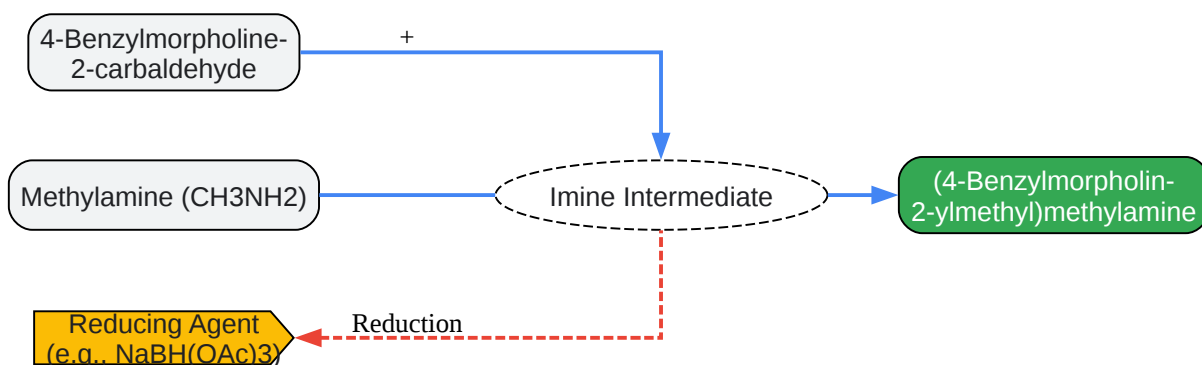 4-Benzylmorpholine-
2-carbaldehyde
+
Methylamine (CH3NH2)
Imine Intermediate
(4-Benzylmorpholin-
2-ylmethyl)methylamine
Reduction
Reducing Agent
(e.g., NaBH(OAc)3)